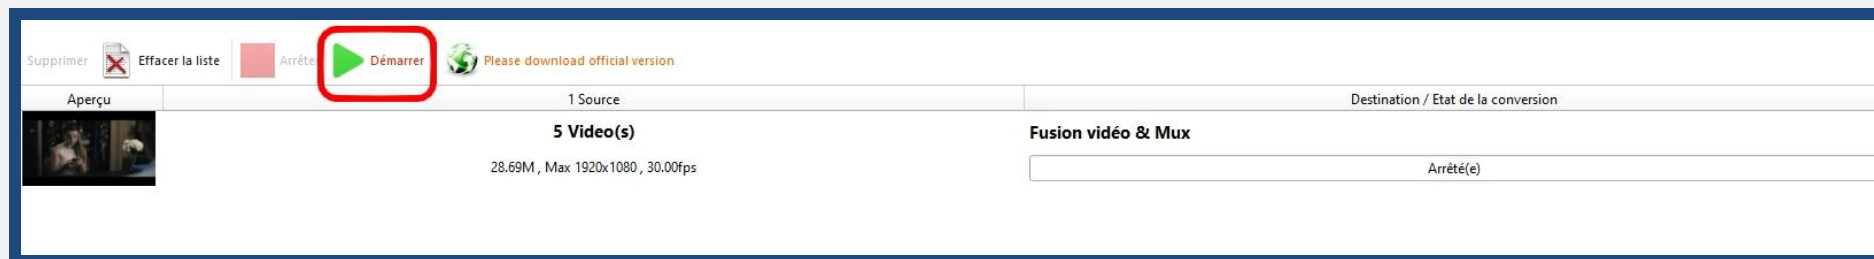 Supprimer Effacer la liste Arrêter Démarrer Please download official version
Aperçu 1 Source Destination / Etat de la conversion
5 Video(s) Fusion vidéo & Mux
28.69M , Max 1920x1080 , 30.00fps Arrêté(e)